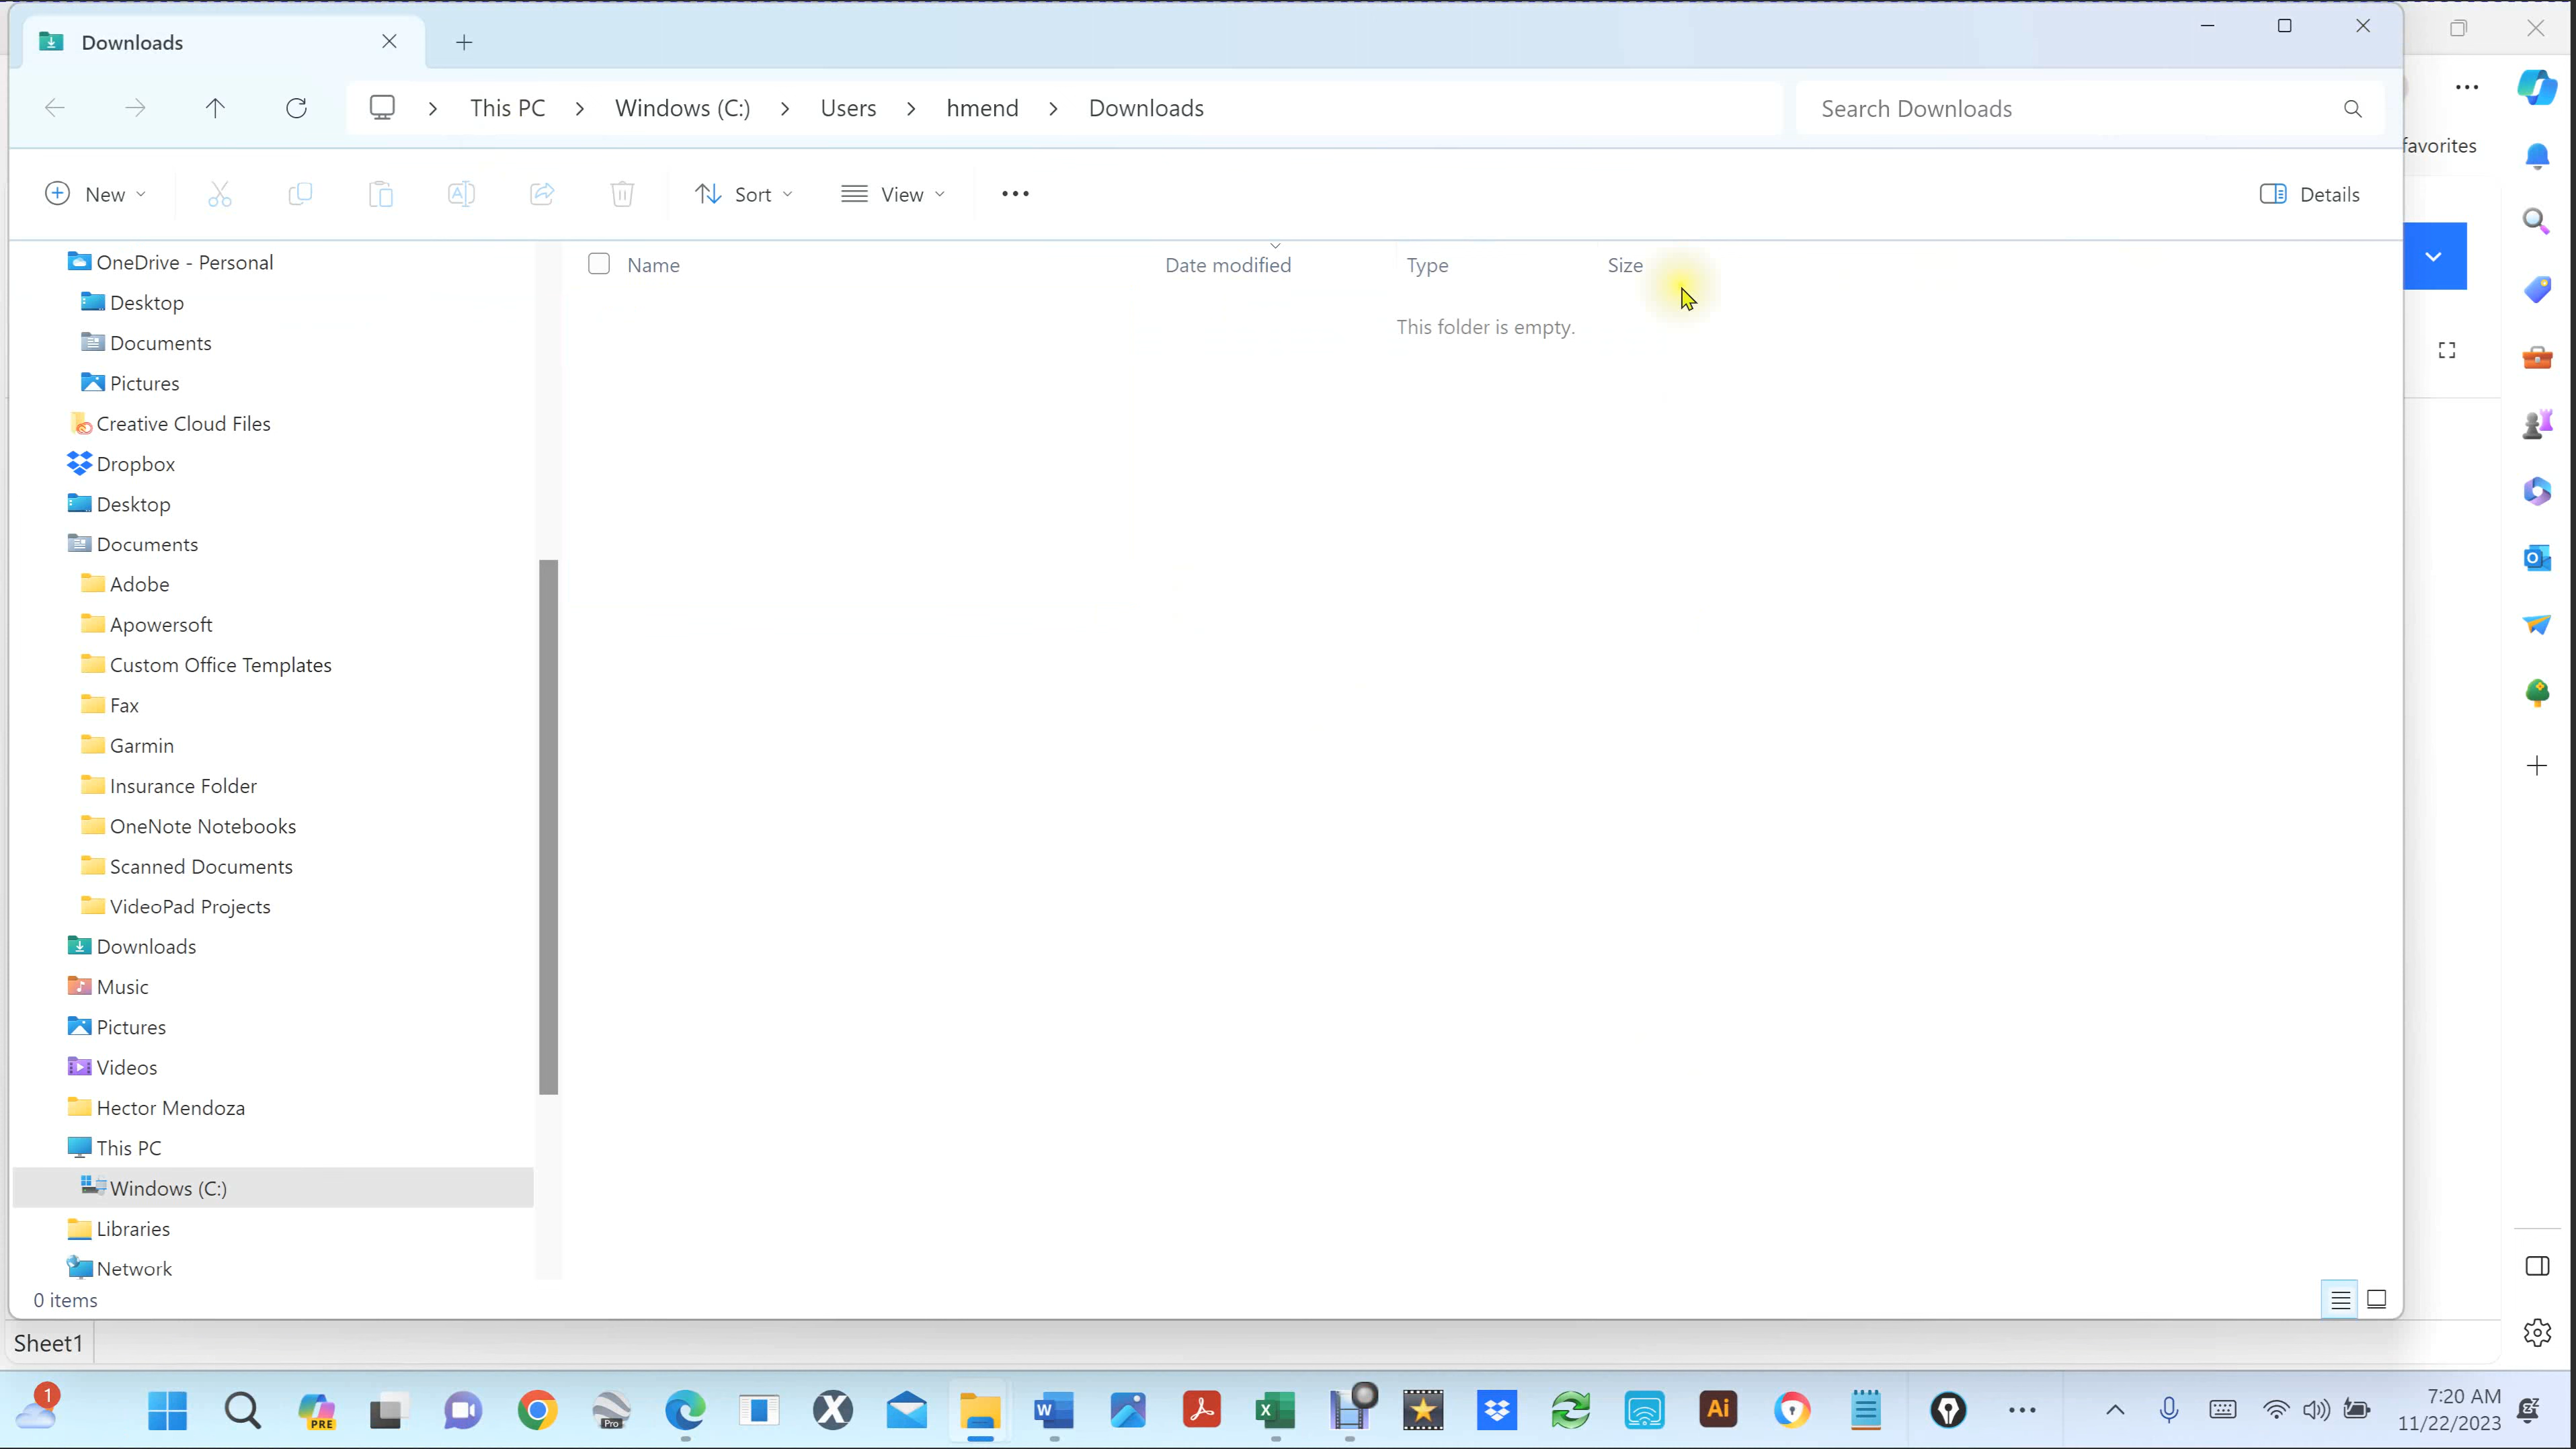 Downloads
This PC > Windows (C:) > Users > hmend > Downloads
Search Downloads
favorites
New
Sort
View
Details
Name Date modified Type Size
This folder is empty.
OneDrive - Personal
Desktop
Documents
Pictures
Creative Cloud Files
Dropbox
Desktop
Documents
Adobe
Apowersoft
Custom Office Templates
Fax
Garmin
Insurance Folder
OneNote Notebooks
Scanned Documents
VideoPad Projects
Downloads
Music
Pictures
Videos
Hector Mendoza
This PC
Windows (C:)
Libraries
Network
0 items
Sheet1
1
PRE
Pro
W
X
Ai
7:20 AM
11/22/2023